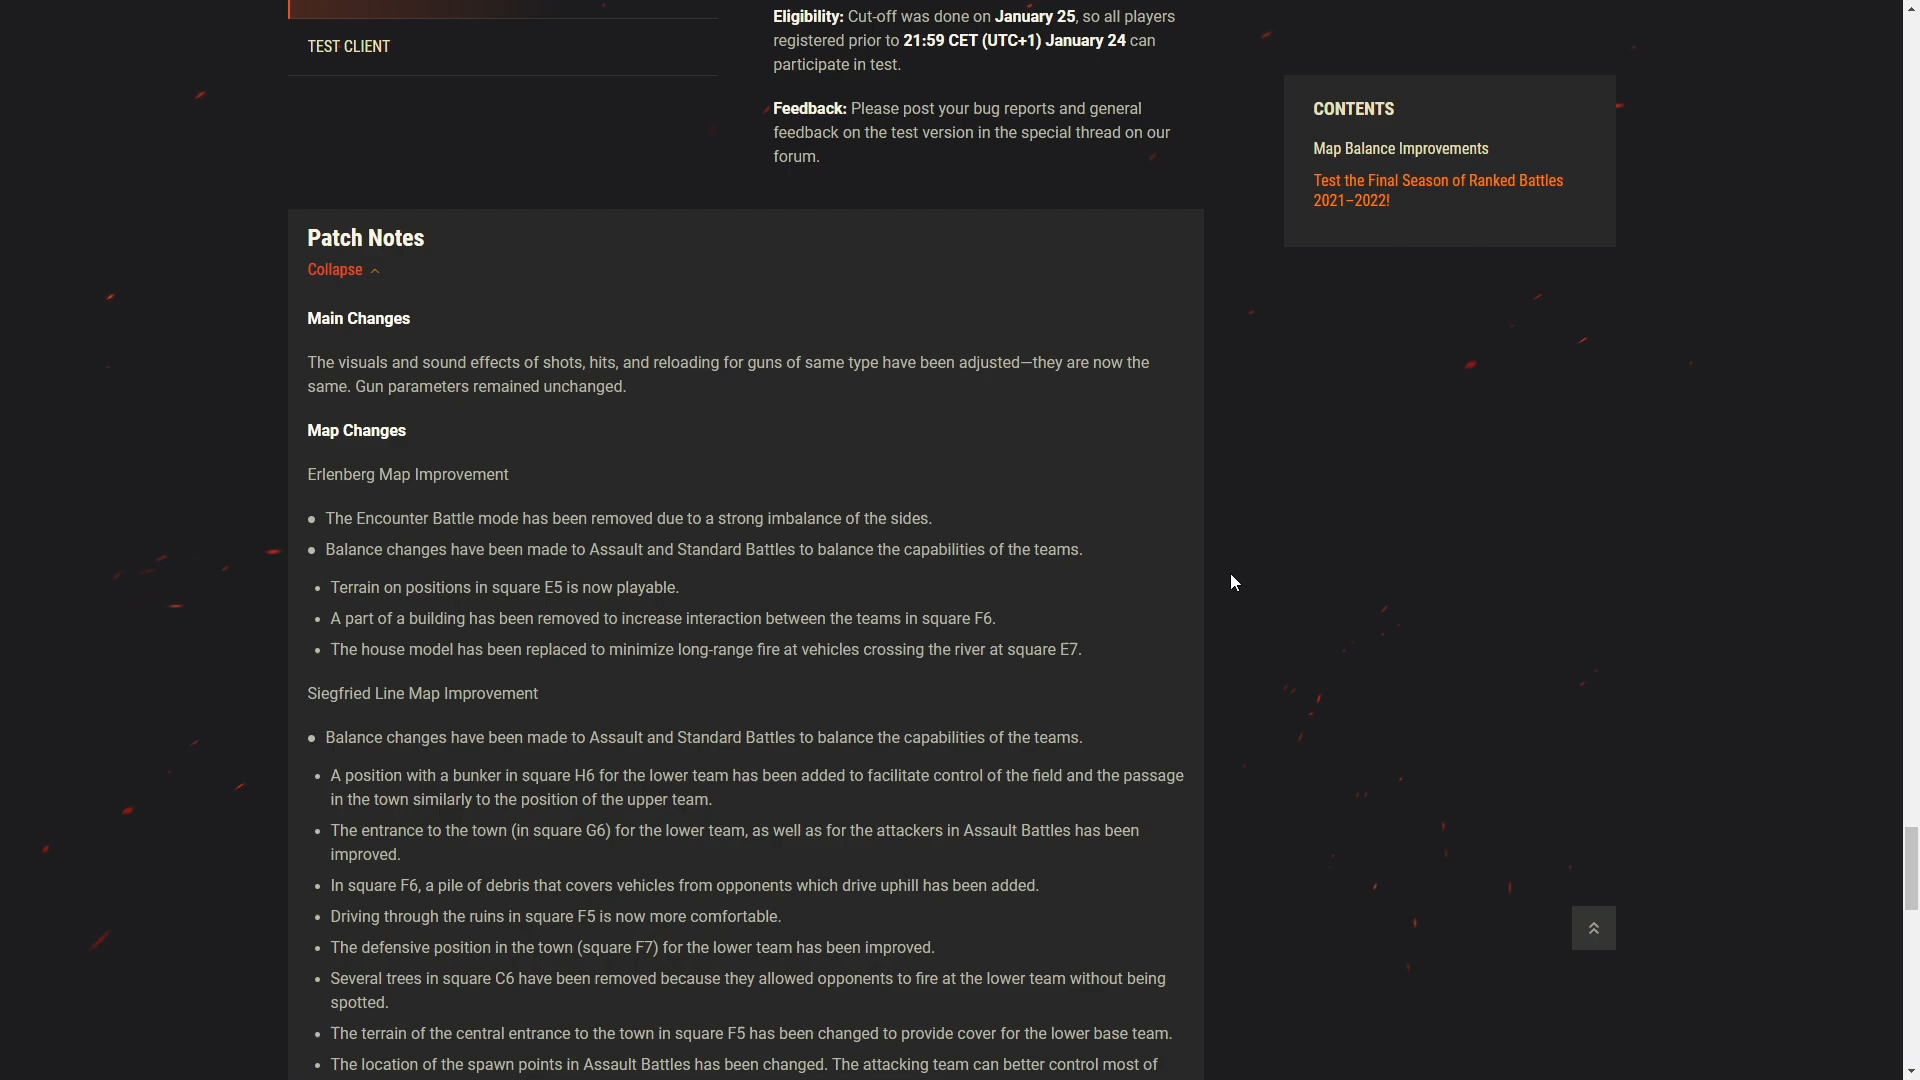 TEST CLIENT
Eligibility: Cut-off was done on January 25, so all players
registered prior to 21:59 CET (UTC+1) January 24 can
participate in test.
Feedback: Please post your bug reports and general
feedback on the test version in the special thread on our
forum.
CONTENTS
Map Balance Improvements
Test the Final Season of Ranked Battles
2021–2022!
Patch Notes
Collapse
Main Changes
The visuals and sound effects of shots, hits, and reloading for guns of same type have been adjusted—they are now the
same. Gun parameters remained unchanged.
Map Changes
Erlenberg Map Improvement
● The Encounter Battle mode has been removed due to a strong imbalance of the sides.
● Balance changes have been made to Assault and Standard Battles to balance the capabilities of the teams.
• Terrain on positions in square E5 is now playable.
• A part of a building has been removed to increase interaction between the teams in square F6.
• The house model has been replaced to minimize long-range fire at vehicles crossing the river at square E7.
Siegfried Line Map Improvement
● Balance changes have been made to Assault and Standard Battles to balance the capabilities of the teams.
• A position with a bunker in square H6 for the lower team has been added to facilitate control of the field and the passage
in the town similarly to the position of the upper team.
• The entrance to the town (in square G6) for the lower team, as well as for the attackers in Assault Battles has been
improved.
• In square F6, a pile of debris that covers vehicles from opponents which drive uphill has been added.
• Driving through the ruins in square F5 is now more comfortable.
• The defensive position in the town (square F7) for the lower team has been improved.
• Several trees in square C6 have been removed because they allowed opponents to fire at the lower team without being
spotted.
• The terrain of the central entrance to the town in square F5 has been changed to provide cover for the lower base team.
• The location of the spawn points in Assault Battles has been changed. The attacking team can better control most of